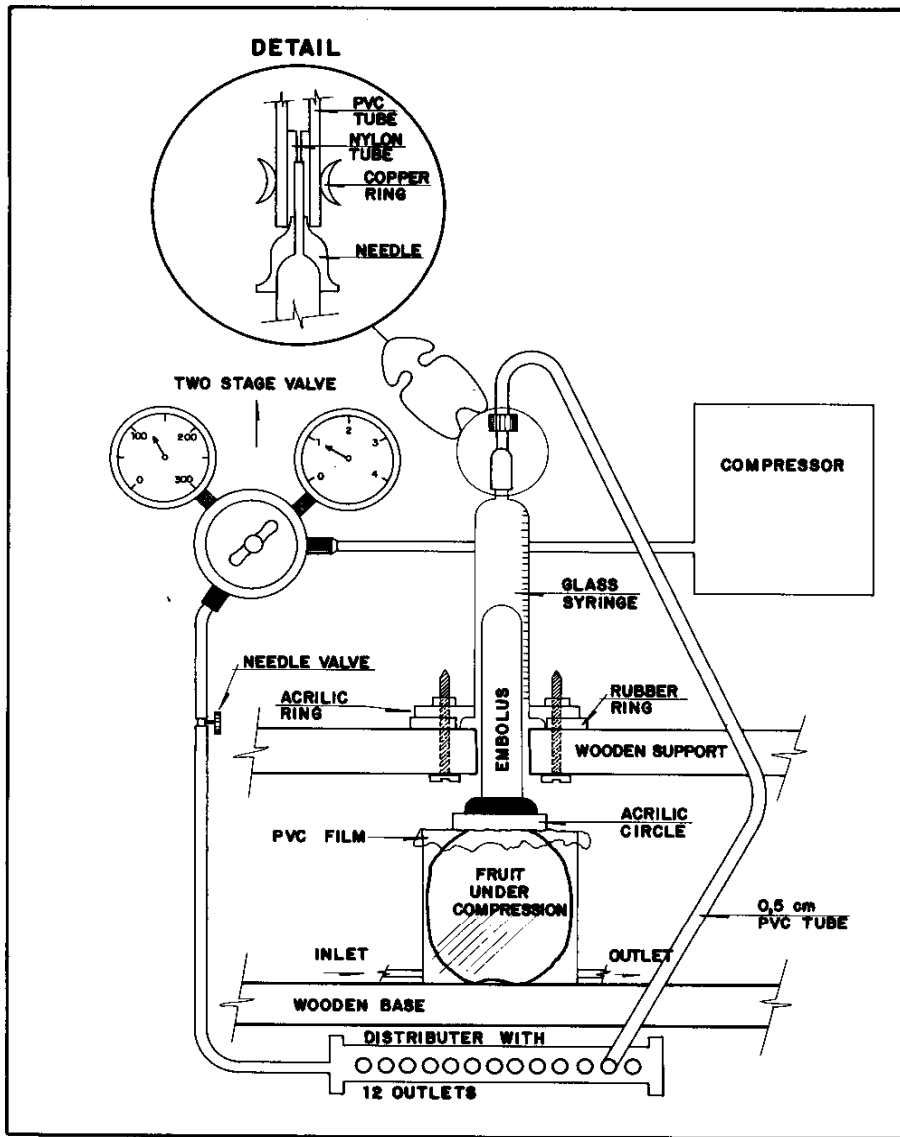 DETAIL
PVC
TUBE
NYLON
TUBE
COPPER
RING
NEEDLE
TWO STAGE VALVE
100
200
0
300
1
2
3
0
4
COMPRESSOR
GLASS
SYRINGE
NEEDLE VALVE
ACRILIC
RING
RUBBER
RING
EMBOLUS
WOODEN SUPPORT
ACRILIC
CIRCLE
PVC FILM
FRUIT
UNDER
COMPRESSION
0,5 cm
PVC TUBE
INLET
OUTLET
WOODEN BASE
DISTRIBUTER WITH
12 OUTLETS